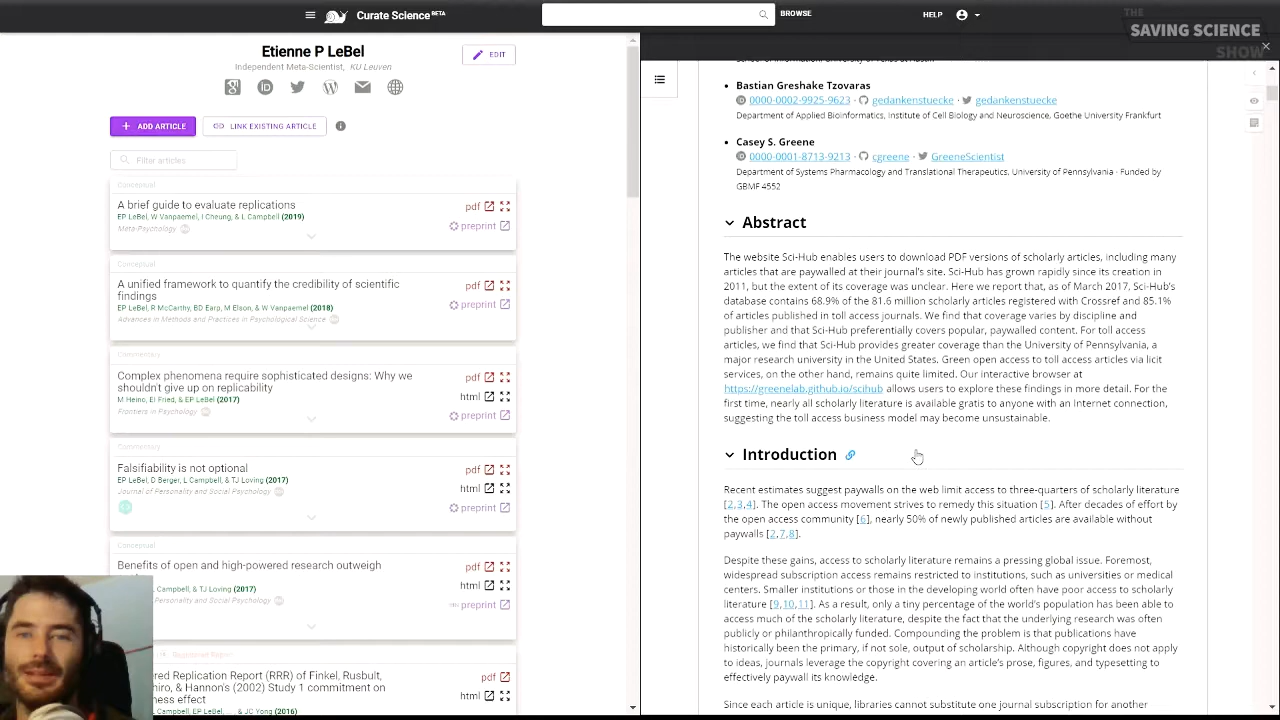 Curate Science BETA
BROWSE
HELP
THE
SAVING SCIENCE
SHOW
Etienne P LeBel
Independent Meta-Scientist, KU Leuven
EDIT
ADD ARTICLE
LINK EXISTING ARTICLE
Filter articles
Conceptual
A brief guide to evaluate replications
EP LeBel, W Vanpaemel, I Cheung, & L Campbell (2019)
Meta-Psychology
pdf
preprint
Conceptual
A unified framework to quantify the credibility of scientific
findings
EP LeBel, R McCarthy, BD Earp, M Elson, & W Vanpaemel (2018)
Advances in Methods and Practices in Psychological Science
pdf
preprint
Commentary
Complex phenomena require sophisticated designs: Why we
shouldn't give up on replicability
M Heino, EI Fried, & EP LeBel (2017)
Frontiers in Psychology
pdf
html
preprint
Commentary
Falsifiability is not optional
EP LeBel, D Berger, L Campbell, & TJ Loving (2017)
Journal of Personality and Social Psychology
pdf
html
preprint
Conceptual
Benefits of open and high-powered research outweigh
L Campbell, & TJ Loving (2017)
Personality and Social Psychology
pdf
html
preprint
Registered Report
red Replication Report (RRR) of Finkel, Rusbult,
hiro, & Hannon's (2002) Study 1 commitment on
ness effect
Campbell, EP LeBel, ... , & JC Yong (2016)
pdf
html
Bastian Greshake Tzovaras
0000-0002-9925-9623 · gedankenstuecke · gedankenstuecke
Department of Applied Bioinformatics, Institute of Cell Biology and Neuroscience, Goethe University Frankfurt
Casey S. Greene
0000-0001-8713-9213 · cgreene · GreeneScientist
Department of Systems Pharmacology and Translational Therapeutics, University of Pennsylvania · Funded by
GBMF 4552
Abstract
The website Sci-Hub enables users to download PDF versions of scholarly articles, including many
articles that are paywalled at their journal's site. Sci-Hub has grown rapidly since its creation in
2011, but the extent of its coverage was unclear. Here we report that, as of March 2017, Sci-Hub's
database contains 68.9% of the 81.6 million scholarly articles registered with Crossref and 85.1%
of articles published in toll access journals. We find that coverage varies by discipline and
publisher and that Sci-Hub preferentially covers popular, paywalled content. For toll access
articles, we find that Sci-Hub provides greater coverage than the University of Pennsylvania, a
major research university in the United States. Green open access to toll access articles via licit
services, on the other hand, remains quite limited. Our interactive browser at
https://greenelab.github.io/scihub allows users to explore these findings in more detail. For the
first time, nearly all scholarly literature is available gratis to anyone with an Internet connection,
suggesting the toll access business model may become unsustainable.
Introduction
Recent estimates suggest paywalls on the web limit access to three-quarters of scholarly literature
[2,3,4]. The open access movement strives to remedy this situation [5]. After decades of effort by
the open access community [6], nearly 50% of newly published articles are available without
paywalls [2,7,8].
Despite these gains, access to scholarly literature remains a pressing global issue. Foremost,
widespread subscription access remains restricted to institutions, such as universities or medical
centers. Smaller institutions or those in the developing world often have poor access to scholarly
literature [9,10,11]. As a result, only a tiny percentage of the world's population has been able to
access much of the scholarly literature, despite the fact that the underlying research was often
publicly or philanthropically funded. Compounding the problem is that publications have
historically been the primary, if not sole, output of scholarship. Although copyright does not apply
to ideas, journals leverage the copyright covering an article's prose, figures, and typesetting to
effectively paywall its knowledge.
Since each article is unique, libraries cannot substitute one journal subscription for another